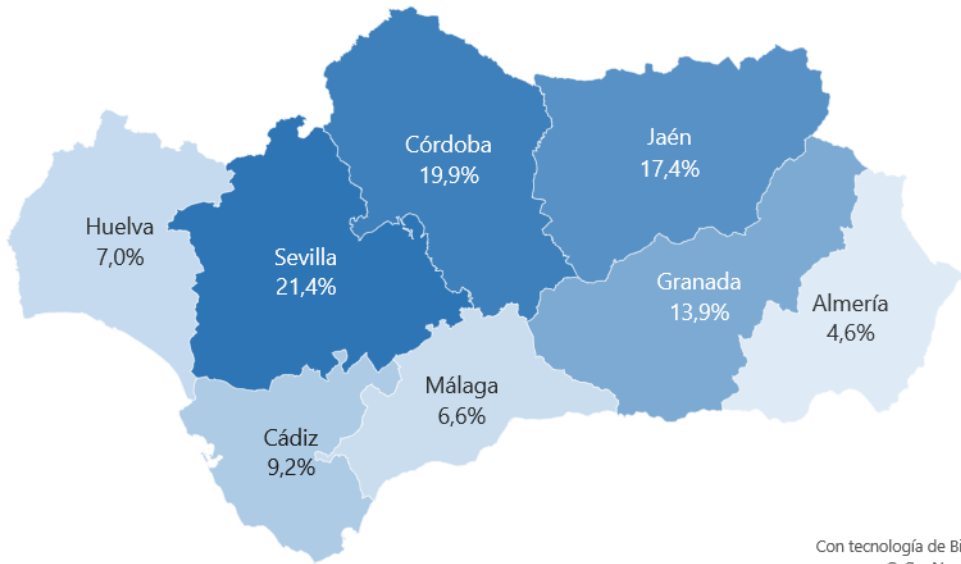 Córdoba
19,9%
Jaén
17,4%
Huelva
7,0%
Sevilla
21,4%
Granada
13,9%
Almería
4,6%
Málaga
6,6%
Cádiz
9,2%
Con tecnología de